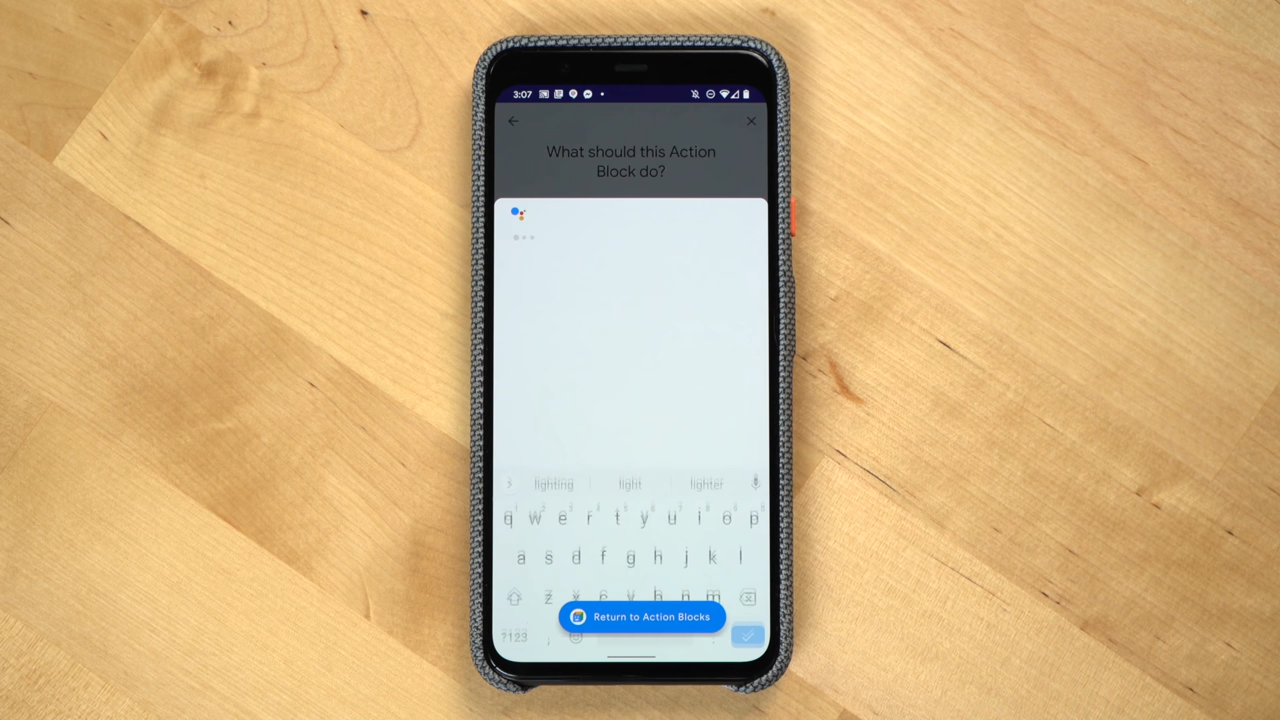 3:07
What should this Action
Block do?
lighting light lighter
q w e r t y u i o p
a s d f g h j k l
z x c v b n m
Return to Action Blocks
?123 , .